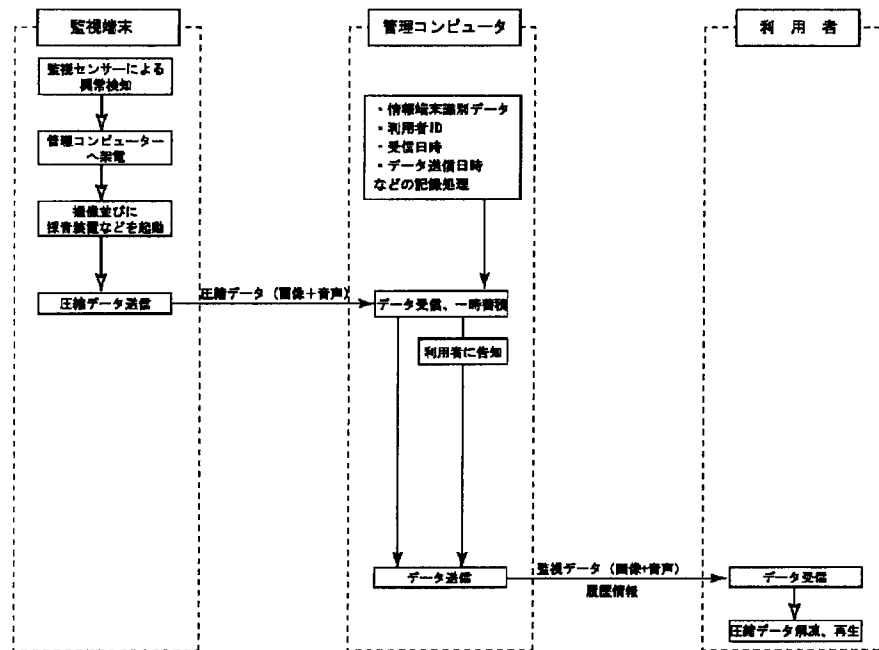 監視端末
監視センサーによる
異常検知
管理コンピューター
へ架電
撮像並びに
採音装置などを起動
圧縮データ送信
圧縮データ（画像＋音声）
管理コンピュータ
・情報端末識別データ
・利用者ID
・受信日時
・データ送信日時
などの記録処理
データ受信、一時蓄積
利用者に告知
データ送信
監視データ（画像+音声）
履歴情報
利　用　者
データ受信
圧縮データ解凍、再生